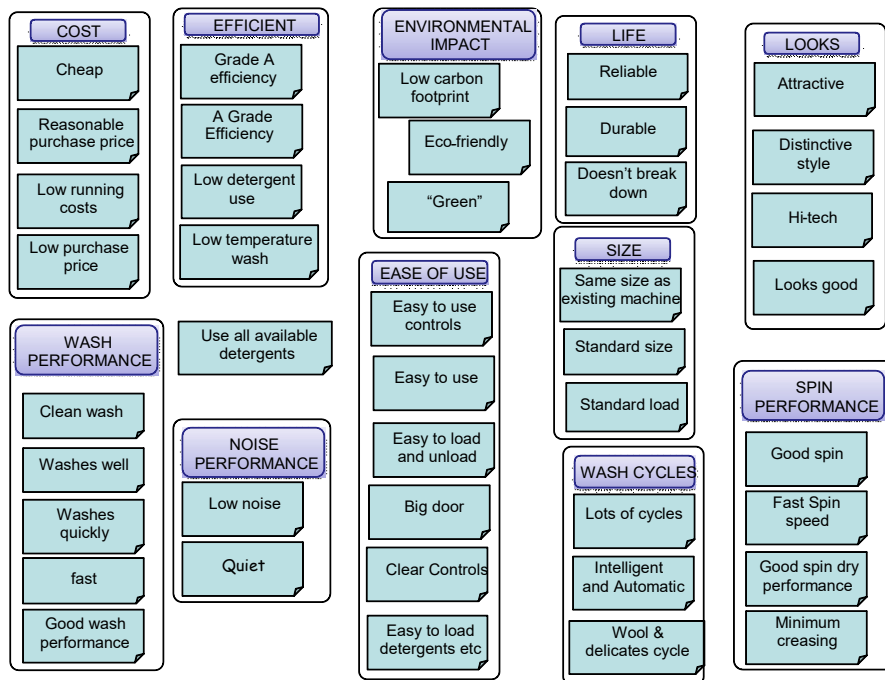 COST
Cheap
Reasonable
purchase price
Low running
costs
Low purchase
price
EFFICIENT
Grade A
efficiency
A Grade
Efficiency
Low detergent
use
Low temperature
wash
ENVIRONMENTAL
IMPACT
Low carbon
footprint
Eco-friendly
“Green”
LIFE
Reliable
Durable
Doesn’t break
down
LOOKS
Attractive
Distinctive
style
Hi-tech
Looks good
WASH
PERFORMANCE
Clean wash
Washes well
Washes
quickly
fast
Good wash
performance
Use all available
detergents
NOISE
PERFORMANCE
Low noise
Quiet
EASE OF USE
Easy to use
controls
Easy to use
Easy to load
and unload
Big door
Clear Controls
Easy to load
detergents etc
SIZE
Same size as
existing machine
Standard size
Standard load
WASH CYCLES
Lots of cycles
Intelligent
and Automatic
Wool &
delicates cycle
SPIN
PERFORMANCE
Good spin
Fast Spin
speed
Good spin dry
performance
Minimum
creasing